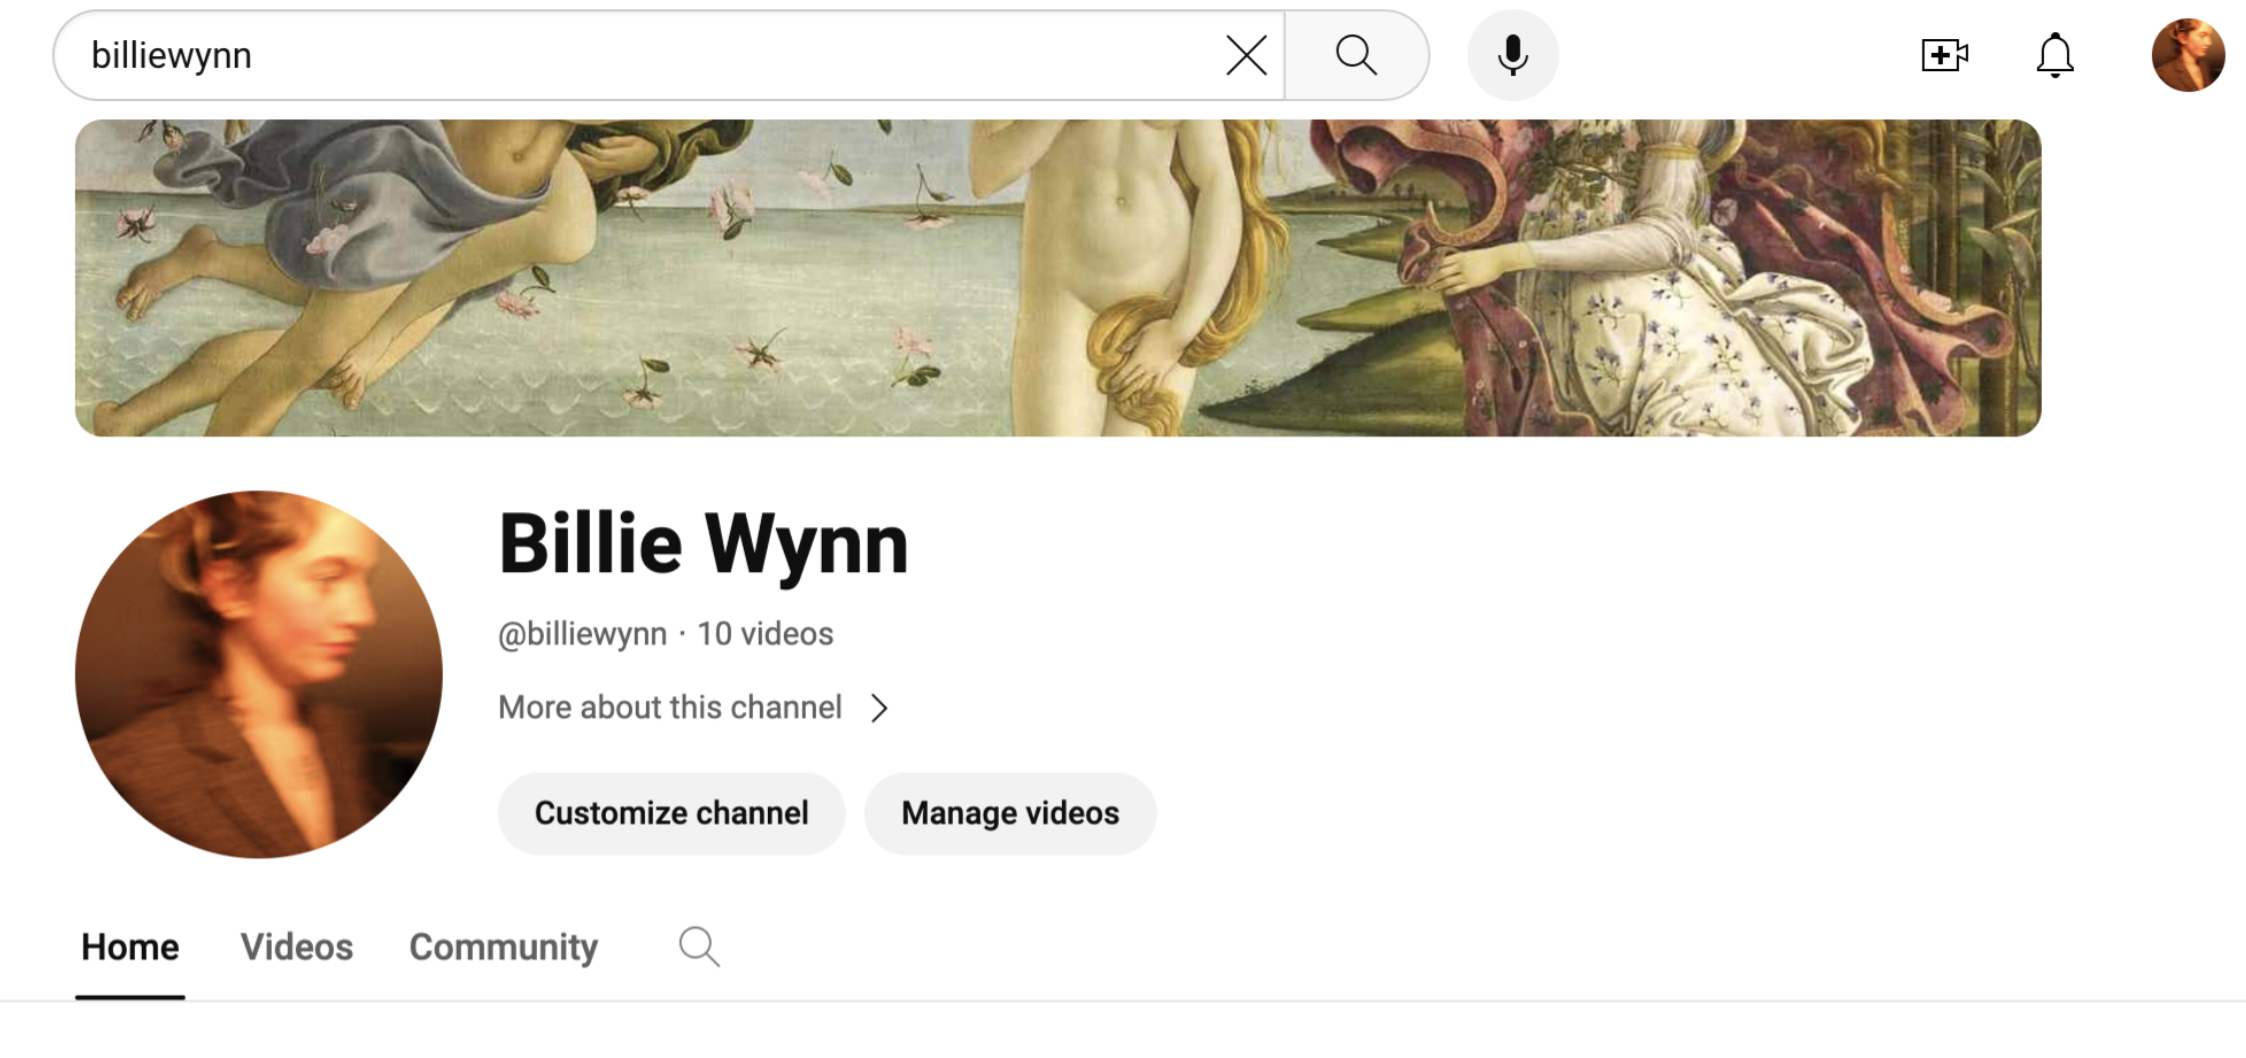 billiewynn
Billie Wynn
@billiewynn · 10 videos
More about this channel
Customize channel
Manage videos
Home
Videos
Community